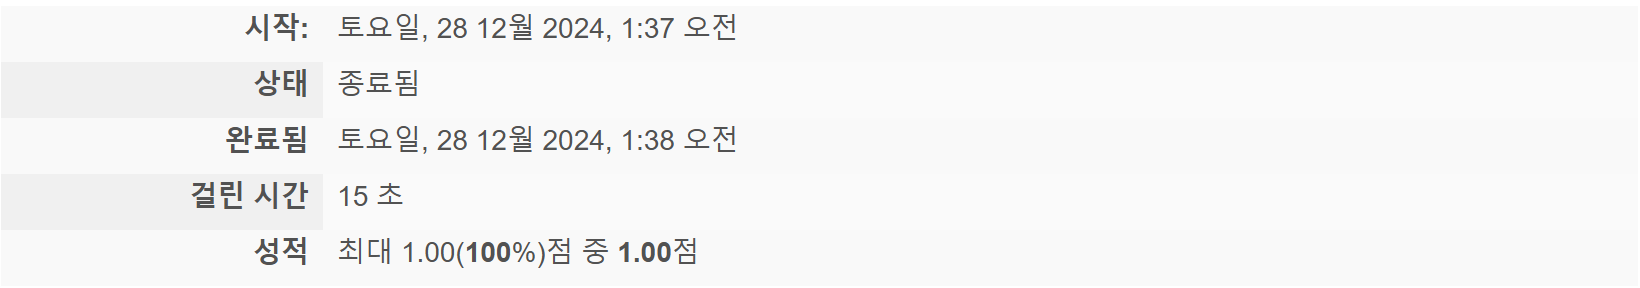 시작: 토요일, 28 12월 2024, 1:37 오전
상태 종료됨
완료됨 토요일, 28 12월 2024, 1:38 오전
걸린 시간 15 초
성적 최대 1.00(100%)점 중 1.00점